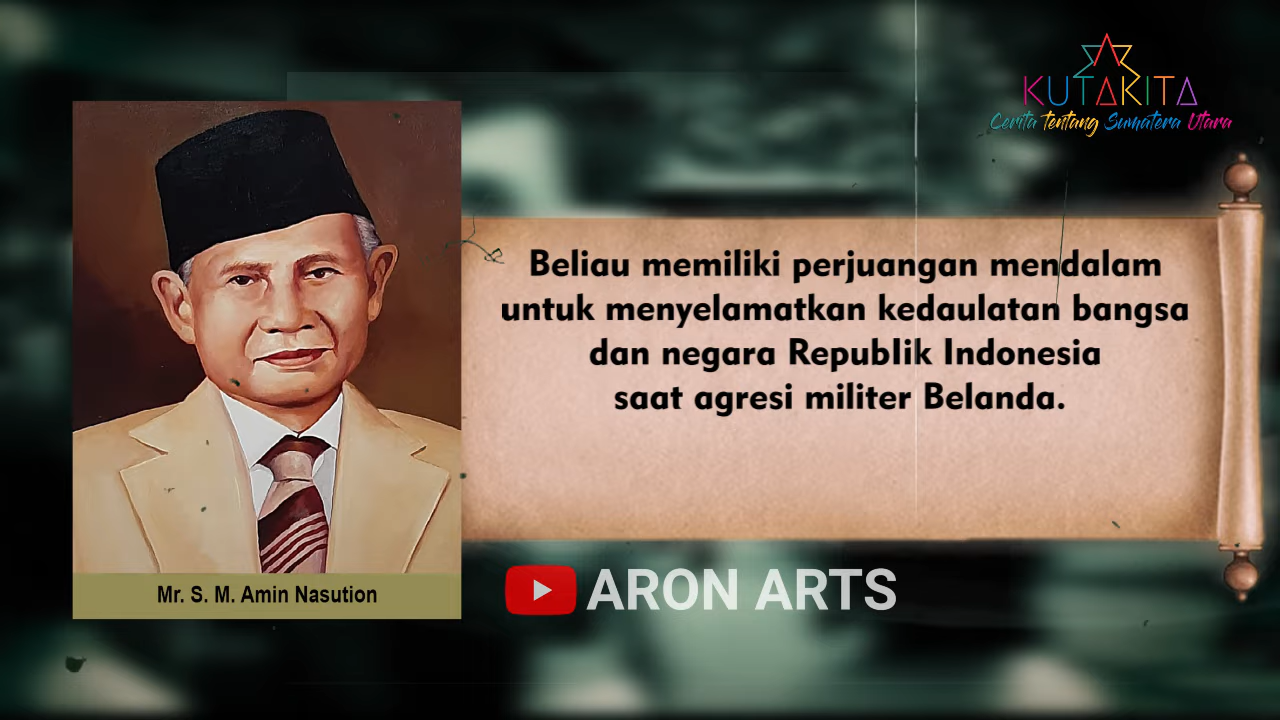 KUTAKITA
Cerita tentang Sumatera Utara
Beliau memiliki perjuangan mendalam
untuk menyelamatkan kedaulatan bangsa
dan negara Republik Indonesia
saat agresi militer Belanda.
Mr. S. M. Amin Nasution
ARON ARTS